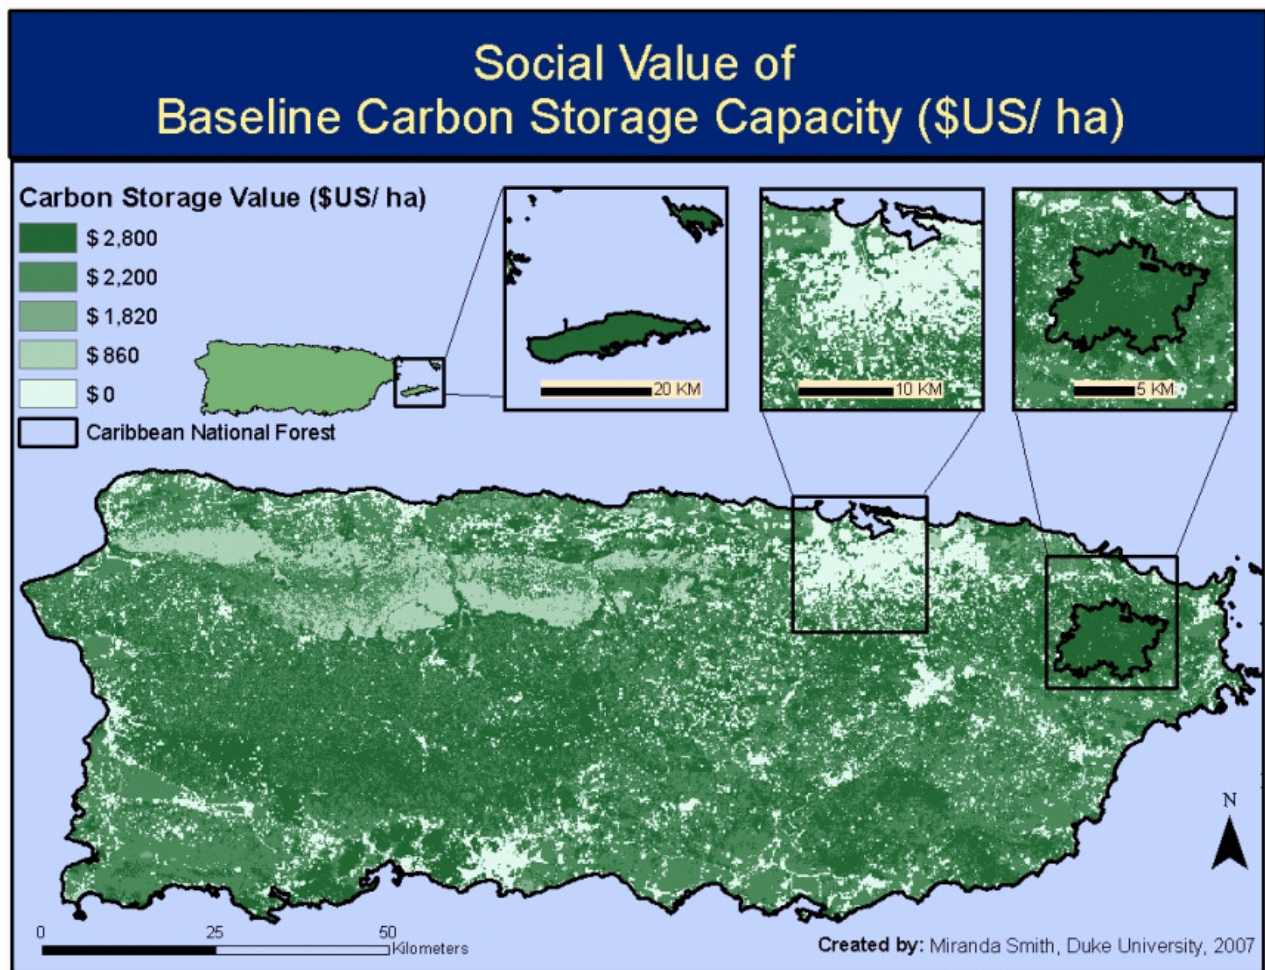 Social Value of
Baseline Carbon Storage Capacity ($US/ ha)
Carbon Storage Value ($US/ ha)
$ 2,800
$ 2,200
$ 1,820
$ 860
$ 0
Caribbean National Forest
20 KM
10 KM
5 KM
N
0 25 50
Kilometers
Created by: Miranda Smith, Duke University, 2007